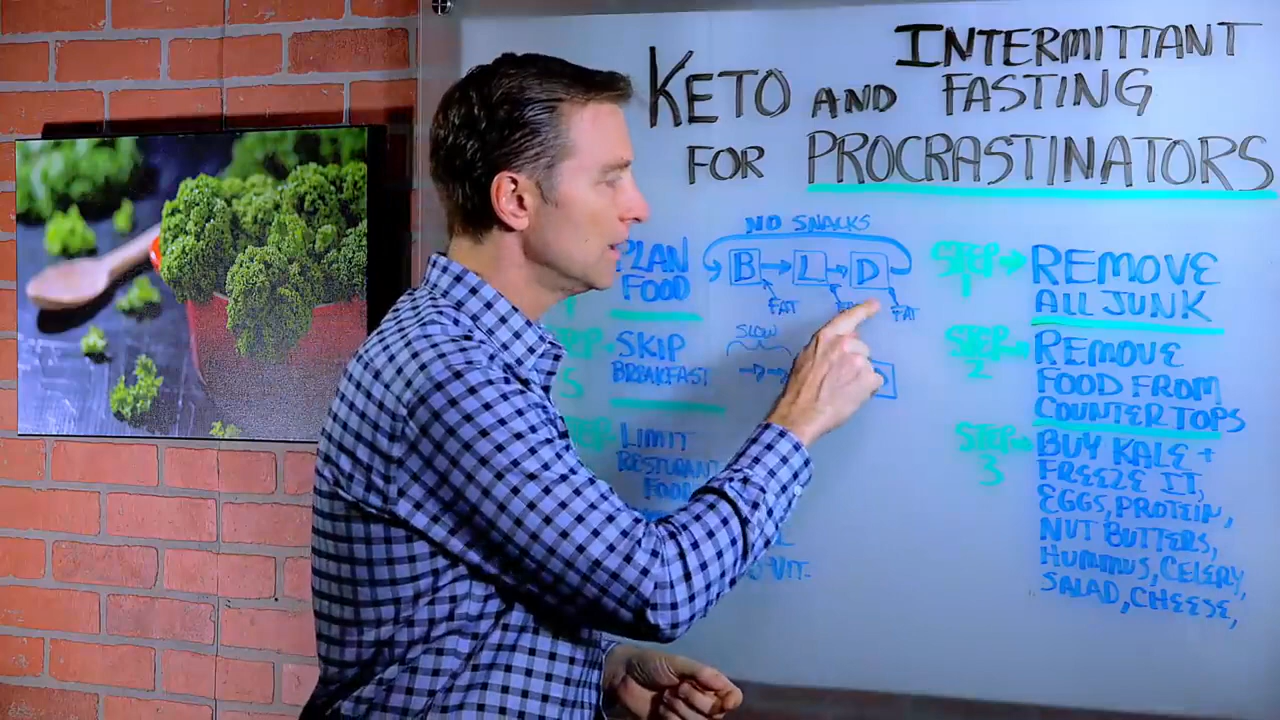 INTERMITTANT
KETO AND FASTING
FOR PROCRASTINATORS
NO SNACKS
PLAN
FOOD
B L D
FAT
FAT
SKIP
BREAKFAST
SLOW
LIMIT
RESTURANT
FOOD
VIT-
STEP 1
REMOVE
ALL JUNK
STEP 2
REMOVE
FOOD FROM
COUNTER TOPS
STEP 3
BUY KALE +
FREEZE IT,
EGGS, PROTEIN,
NUT BUTTERS,
HUMMUS, CELERY,
SALAD, CHEESE,